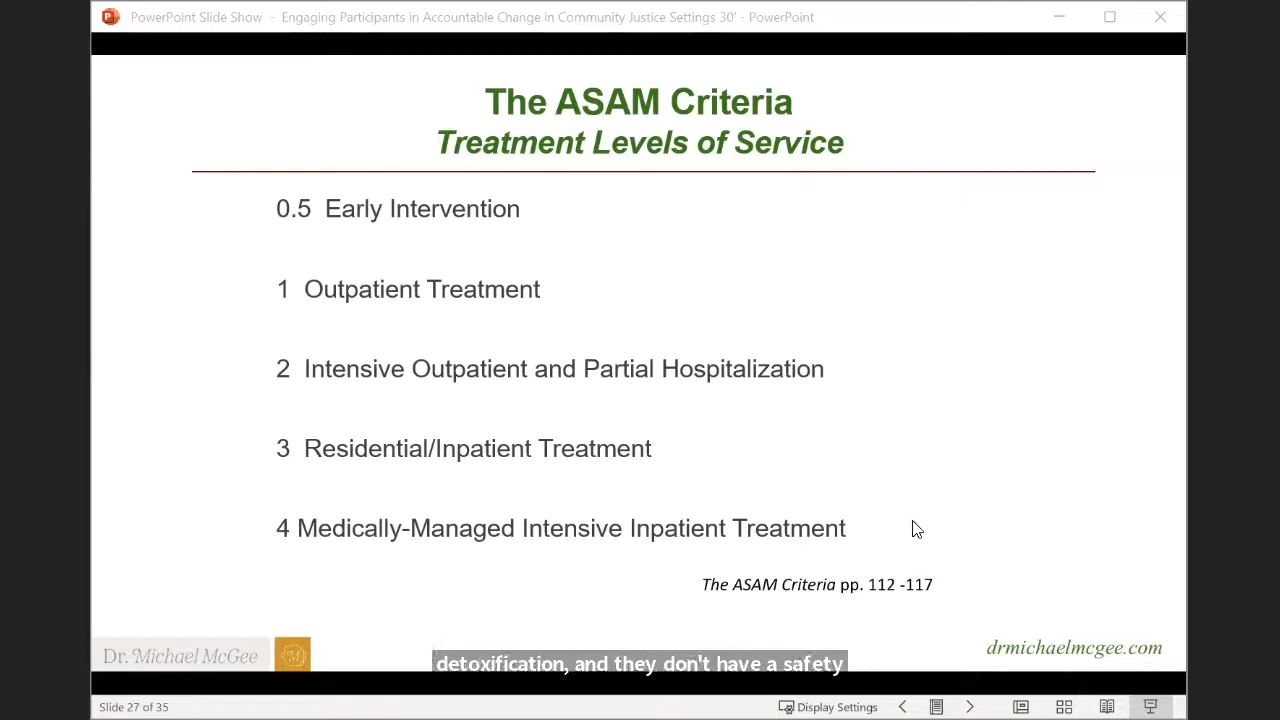 PowerPoint Slide Show - Engaging Participants in Accountable Change in Community Justice Settings 30' - PowerPoint
The ASAM Criteria
Treatment Levels of Service
0.5 Early Intervention
1 Outpatient Treatment
2 Intensive Outpatient and Partial Hospitalization
3 Residential/Inpatient Treatment
4 Medically-Managed Intensive Inpatient Treatment
The ASAM Criteria pp. 112 -117
Dr. Michael McGee
M
drmichaelmcgee.com
detoxification, and they don't have a safety
Slide 27 of 35
Display Settings